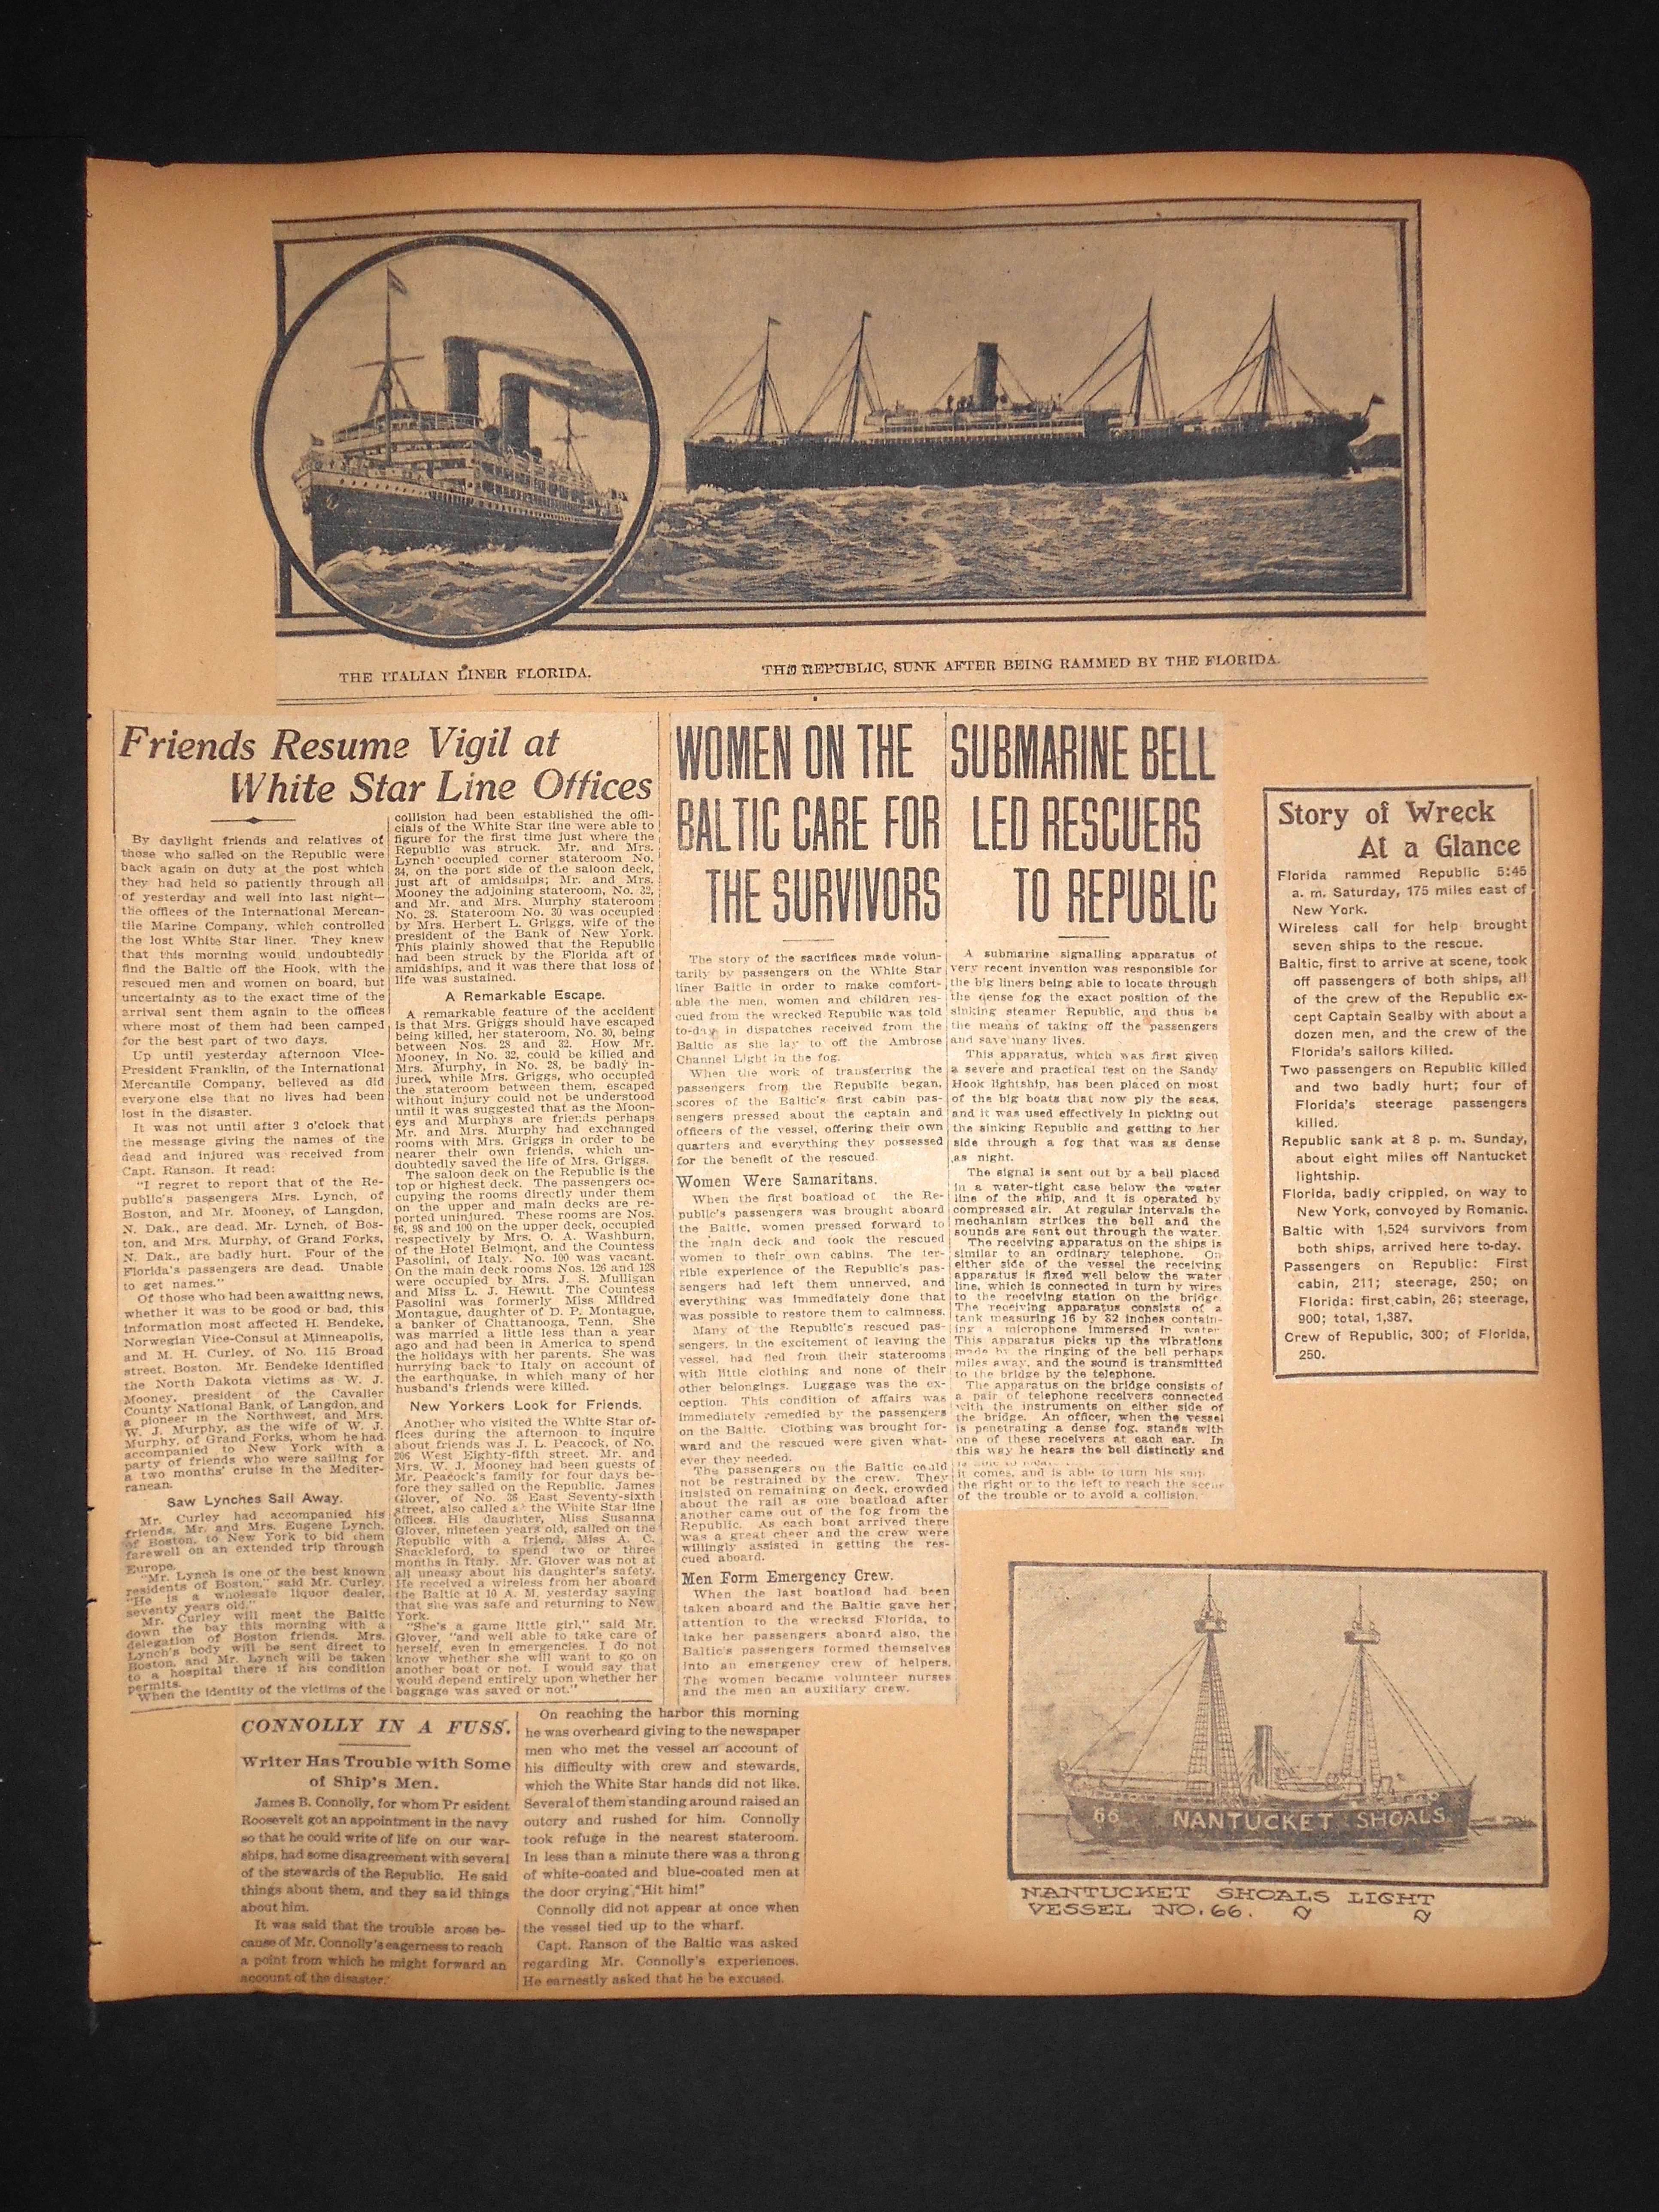 THE ITALIAN LINER FLORIDA.
THE REPUBLIC, SUNK AFTER BEING RAMMED BY THE FLORIDA.
Friends Resume Vigil at
White Star Line Offices
By daylight friends and relatives of
those who sailed on the Republic were
back again on duty at the post which
they had held so patiently through all
of yesterday and well into last night—
the offices of the International Mercan-
tile Marine Company, which controlled
the lost White Star liner. They knew
that this morning would undoubtedly
find the Baltic off the Hook, with the
rescued men and women on board, but
uncertainty as to the exact time of the
arrival sent them again to the offices
where most of them had been camped
for the best part of two days.
Up until yesterday afternoon Vice-
President Franklin, of the International
Mercantile Company, believed as did
everyone else that no lives had been
lost in the disaster.
It was not until after 3 o'clock that
the message giving the names of the
dead and injured was received from
Capt. Ranson. It read:
"I regret to report that of the Re-
public's passengers Mrs. Lynch, of
Boston, and Mr. Mooney, of Langdon,
N. Dak., are dead. Mr. Lynch, of Bos-
ton, and Mrs. Murphy, of Grand Forks,
N. Dak., are badly hurt. Four of the
Florida's passengers are dead. Unable
to get names."
Of those who had been awaiting news,
whether it was to be good or bad, this
information most affected H. Bendeke,
Norwegian Vice-Consul at Minneapolis,
and M. H. Curley, of No. 115 Broad
street, Boston. Mr. Bendeke identified
the North Dakota victims as W. J.
Mooney, president of the Cavalier
County National Bank, of Langdon, and
a pioneer in the Northwest, and Mrs.
W. J. Murphy, as the wife of W. J.
Murphy, of Grand Forks, whom he had
accompanied to New York with a
party of friends who were sailing for
a two months' cruise in the Mediter-
ranean.
Saw Lynches Sail Away.
Mr. Curley had accompanied his
friends, Mr. and Mrs. Eugene Lynch,
of Boston, to New York to bid them
farewell on an extended trip through
Europe.
"Mr. Lynch is one of the best known
residents of Boston," said Mr. Curley.
"He is a wholesale liquor dealer,
seventy years old."
Mr. Curley will meet the Baltic
down the bay this morning with a
delegation of Boston friends. Mrs.
Lynch's body will be sent direct to
Boston, and Mr. Lynch will be taken
to a hospital there if his condition
permits.
When the identity of the victims of the
collision had been established the offi-
cials of the White Star line were able to
figure for the first time just where the
Republic was struck. Mr. and Mrs.
Lynch occupied corner stateroom No.
34, on the port side of the saloon deck,
just aft of amidships; Mr. and Mrs.
Mooney the adjoining stateroom, No. 32,
and Mr. and Mrs. Murphy stateroom
No. 28. Stateroom No. 30 was occupied
by Mrs. Herbert L. Griggs, wife of the
president of the Bank of New York.
This plainly showed that the Republic
had been struck by the Florida aft of
amidships, and it was there that loss of
life was sustained.
A Remarkable Escape.
A remarkable feature of the accident
is that Mrs. Griggs should have escaped
being killed, her stateroom, No. 30, being
between Nos. 28 and 32. How Mr.
Mooney, in No. 32, could be killed and
Mrs. Murphy, in No. 28, be badly in-
jured, while Mrs. Griggs, who occupied
the stateroom between them, escaped
without injury could not be understood
until it was suggested that as the Moon-
eys and Murphys are friends perhaps
Mr. and Mrs. Murphy had exchanged
rooms with Mrs. Griggs in order to be
nearer their own friends, which un-
doubtedly saved the life of Mrs. Griggs.
The saloon deck on the Republic is the
top or highest deck. The passengers oc-
cupying the rooms directly under them
on the upper and main decks are re-
ported uninjured. These rooms are Nos.
96, 98 and 100 on the upper deck, occupied
respectively by Mrs. O. A. Washburn,
of the Hotel Belmont, and the Countess
Pasolini, of Italy. No. 100 was vacant.
On the main deck rooms Nos. 126 and 128
were occupied by Mrs. J. S. Mulligan
and Miss L. J. Hewitt. The Countess
Pasolini was formerly Miss Mildred
Montague, daughter of D. P. Montague,
a banker of Chattanooga, Tenn. She
was married a little less than a year
ago and had been in America to spend
the holidays with her parents. She was
hurrying back to Italy on account of
the earthquake, in which many of her
husband's friends were killed.
New Yorkers Look for Friends.
Another who visited the White Star of-
fices during the afternoon to inquire
about friends was J. L. Peacock, of No.
206 West Eighty-fifth street. Mr. and
Mrs. W. J. Mooney had been guests of
Mr. Peacock's family for four days be-
fore they sailed on the Republic. James
Glover, of No. 36 East Seventy-sixth
street, also called at the White Star line
offices. His daughter, Miss Susanna
Glover, nineteen years old, sailed on the
Republic with a friend, Miss A. C.
Shackleford, to spend two or three
months in Italy. Mr. Glover was not at
all uneasy about his daughter's safety.
He received a wireless from her aboard
the Baltic at 10 A. M. yesterday saying
that she was safe and returning to New
York.
"She's a game little girl," said Mr.
Glover, "and well able to take care of
herself, even in emergencies. I do not
know whether she will want to go on
another boat or not. I would say that
would depend entirely upon whether her
baggage was saved or not."
WOMEN ON THE
BALTIC CARE FOR
THE SURVIVORS
The story of the sacrifices made volun-
tarily by passengers on the White Star
liner Baltic in order to make comfort-
able the men, women and children res-
cued from the wrecked Republic was told
to-day in dispatches received from the
Baltic as she lay to off the Ambrose
Channel Light in the fog.
When the work of transferring the
passengers from the Republic began,
scores of the Baltic's first cabin pas-
sengers pressed about the captain and
officers of the vessel, offering their own
quarters and everything they possessed
for the benefit of the rescued.
Women Were Samaritans.
When the first boatload of the Re-
public's passengers was brought aboard
the Baltic, women pressed forward to
the main deck and took the rescued
women to their own cabins. The ter-
rible experience of the Republic's pas-
sengers had left them unnerved, and
everything was immediately done that
was possible to restore them to calmness.
Many of the Republic's rescued pas-
sengers, in the excitement of leaving the
vessel, had fled from their staterooms
with little clothing and none of their
other belongings. Luggage was the ex-
ception. This condition of affairs was
immediately remedied by the passengers
on the Baltic. Clothing was brought for-
ward and the rescued were given what-
ever they needed.
The passengers on the Baltic could
not be restrained by the crew. They
insisted on remaining on deck, crowded
about the rail as one boatload after
another came out of the fog from the
Republic. As each boat arrived there
was a great cheer and the crew were
willingly assisted in getting the res-
cued aboard.
Men Form Emergency Crew.
When the last boatload had been
taken aboard and the Baltic gave her
attention to the wrecked Florida, to
take her passengers aboard also, the
Baltic's passengers formed themselves
into an emergency crew of helpers.
The women became volunteer nurses
and the men an auxiliary crew.
SUBMARINE BELL
LED RESCUERS
TO REPUBLIC
A submarine signalling apparatus of
very recent invention was responsible for
the big liners being able to locate through
the dense fog the exact position of the
sinking steamer Republic, and thus be
the means of taking off the passengers
and save many lives.
This apparatus, which was first given
a severe and practical test on the Sandy
Hook lightship, has been placed on most
of the big boats that now ply the seas,
and it was used effectively in picking out
the sinking Republic and getting to her
side through a fog that was as dense
as night.
The signal is sent out by a bell placed
in a water-tight case below the water
line of the ship, and it is operated by
compressed air. At regular intervals the
mechanism strikes the bell and the
sounds are sent out through the water.
The receiving apparatus on the ships is
similar to an ordinary telephone. On
either side of the vessel the receiving
apparatus is fixed well below the water
line, which is connected in turn by wires
to the receiving station on the bridge.
The receiving apparatus consists of a
tank measuring 16 by 32 inches contain-
ing a microphone immersed in water.
This apparatus picks up the vibrations
made by the ringing of the bell perhaps
miles away, and the sound is transmitted
to the bridge by the telephone.
The apparatus on the bridge consists of
a pair of telephone receivers connected
with the instruments on either side of
the bridge. An officer, when the vessel
is penetrating a dense fog, stands with
one of these receivers at each ear. In
this way he hears the bell distinctly and
it comes, and is able to turn his ship
the right or to the left to reach the scene
of the trouble or to avoid a collision.
Story of Wreck
At a Glance
Florida rammed Republic 5:45
a. m. Saturday, 175 miles east of
New York.
Wireless call for help brought
seven ships to the rescue.
Baltic, first to arrive at scene, took
off passengers of both ships, all
of the crew of the Republic ex-
cept Captain Sealby with about a
dozen men, and the crew of the
Florida's sailors killed.
Two passengers on Republic killed
and two badly hurt; four of
Florida's steerage passengers
killed.
Republic sank at 8 p. m. Sunday,
about eight miles off Nantucket
lightship.
Florida, badly crippled, on way to
New York, convoyed by Romanic.
Baltic with 1,524 survivors from
both ships, arrived here to-day.
Passengers on Republic: First
cabin, 211; steerage, 250; on
Florida: first cabin, 26; steerage,
900; total, 1,387.
Crew of Republic, 300; of Florida,
250.
CONNOLLY IN A FUSS.
Writer Has Trouble with Some
of Ship's Men.
James B. Connolly, for whom Pr esident
Roosevelt got an appointment in the navy
so that he could write of life on our war-
ships, had some disagreement with several
of the stewards of the Republic. He said
things about them, and they said things
about him.
It was said that the trouble arose be-
cause of Mr. Connolly's eagerness to reach
a point from which he might forward an
account of the disaster.
On reaching the harbor this morning
he was overheard giving to the newspaper
men who met the vessel an account of
his difficulty with crew and stewards,
which the White Star hands did not like.
Several of them standing around raised an
outcry and rushed for him. Connolly
took refuge in the nearest stateroom.
In less than a minute there was a throng
of white-coated and blue-coated men at
the door crying, "Hit him!"
Connolly did not appear at once when
the vessel tied up to the wharf.
Capt. Ranson of the Baltic was asked
regarding Mr. Connolly's experiences.
He earnestly asked that he be excused.
66 NANTUCKET SHOALS
NANTUCKET SHOALS LIGHT
VESSEL NO. 66.